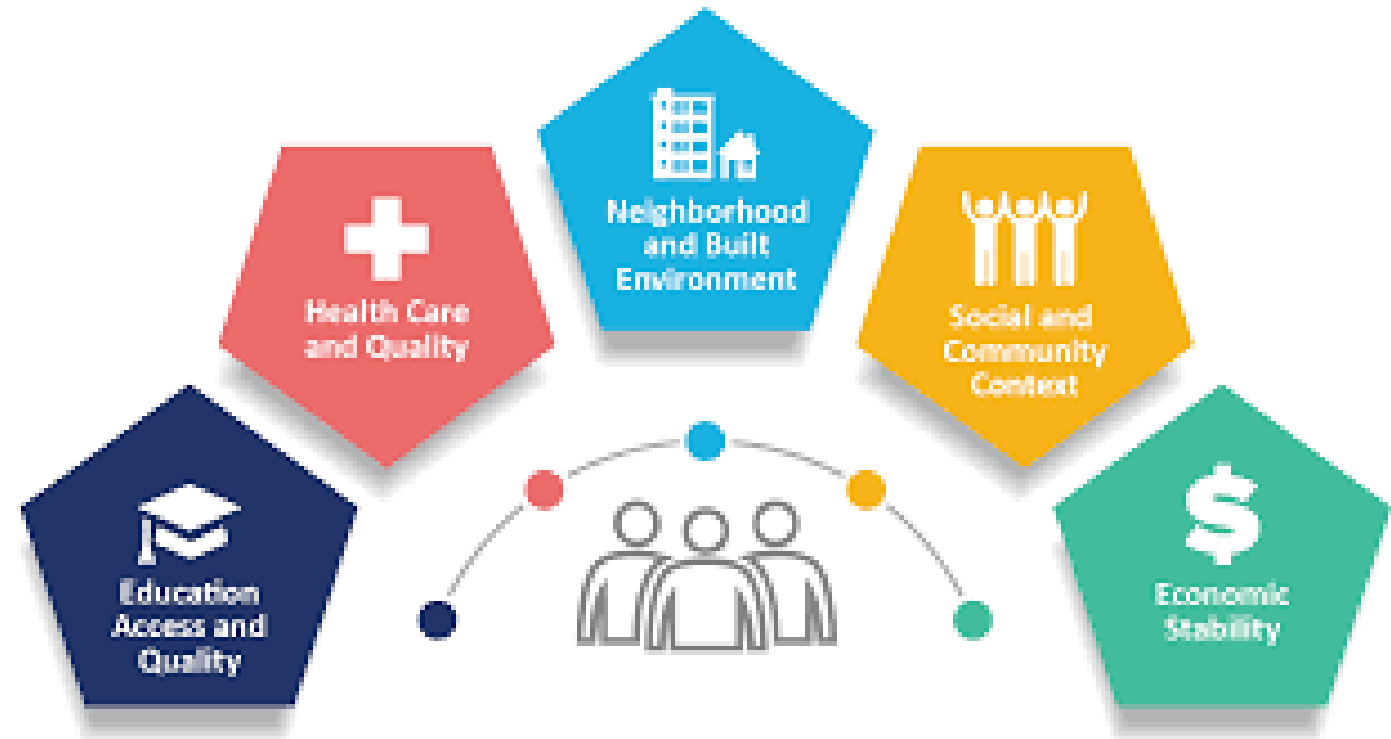 Neighborhood
and Built
Environment
Health Care
and Quality
Social and
Community
Context
Education
Access and
Quality
Economic
Stability